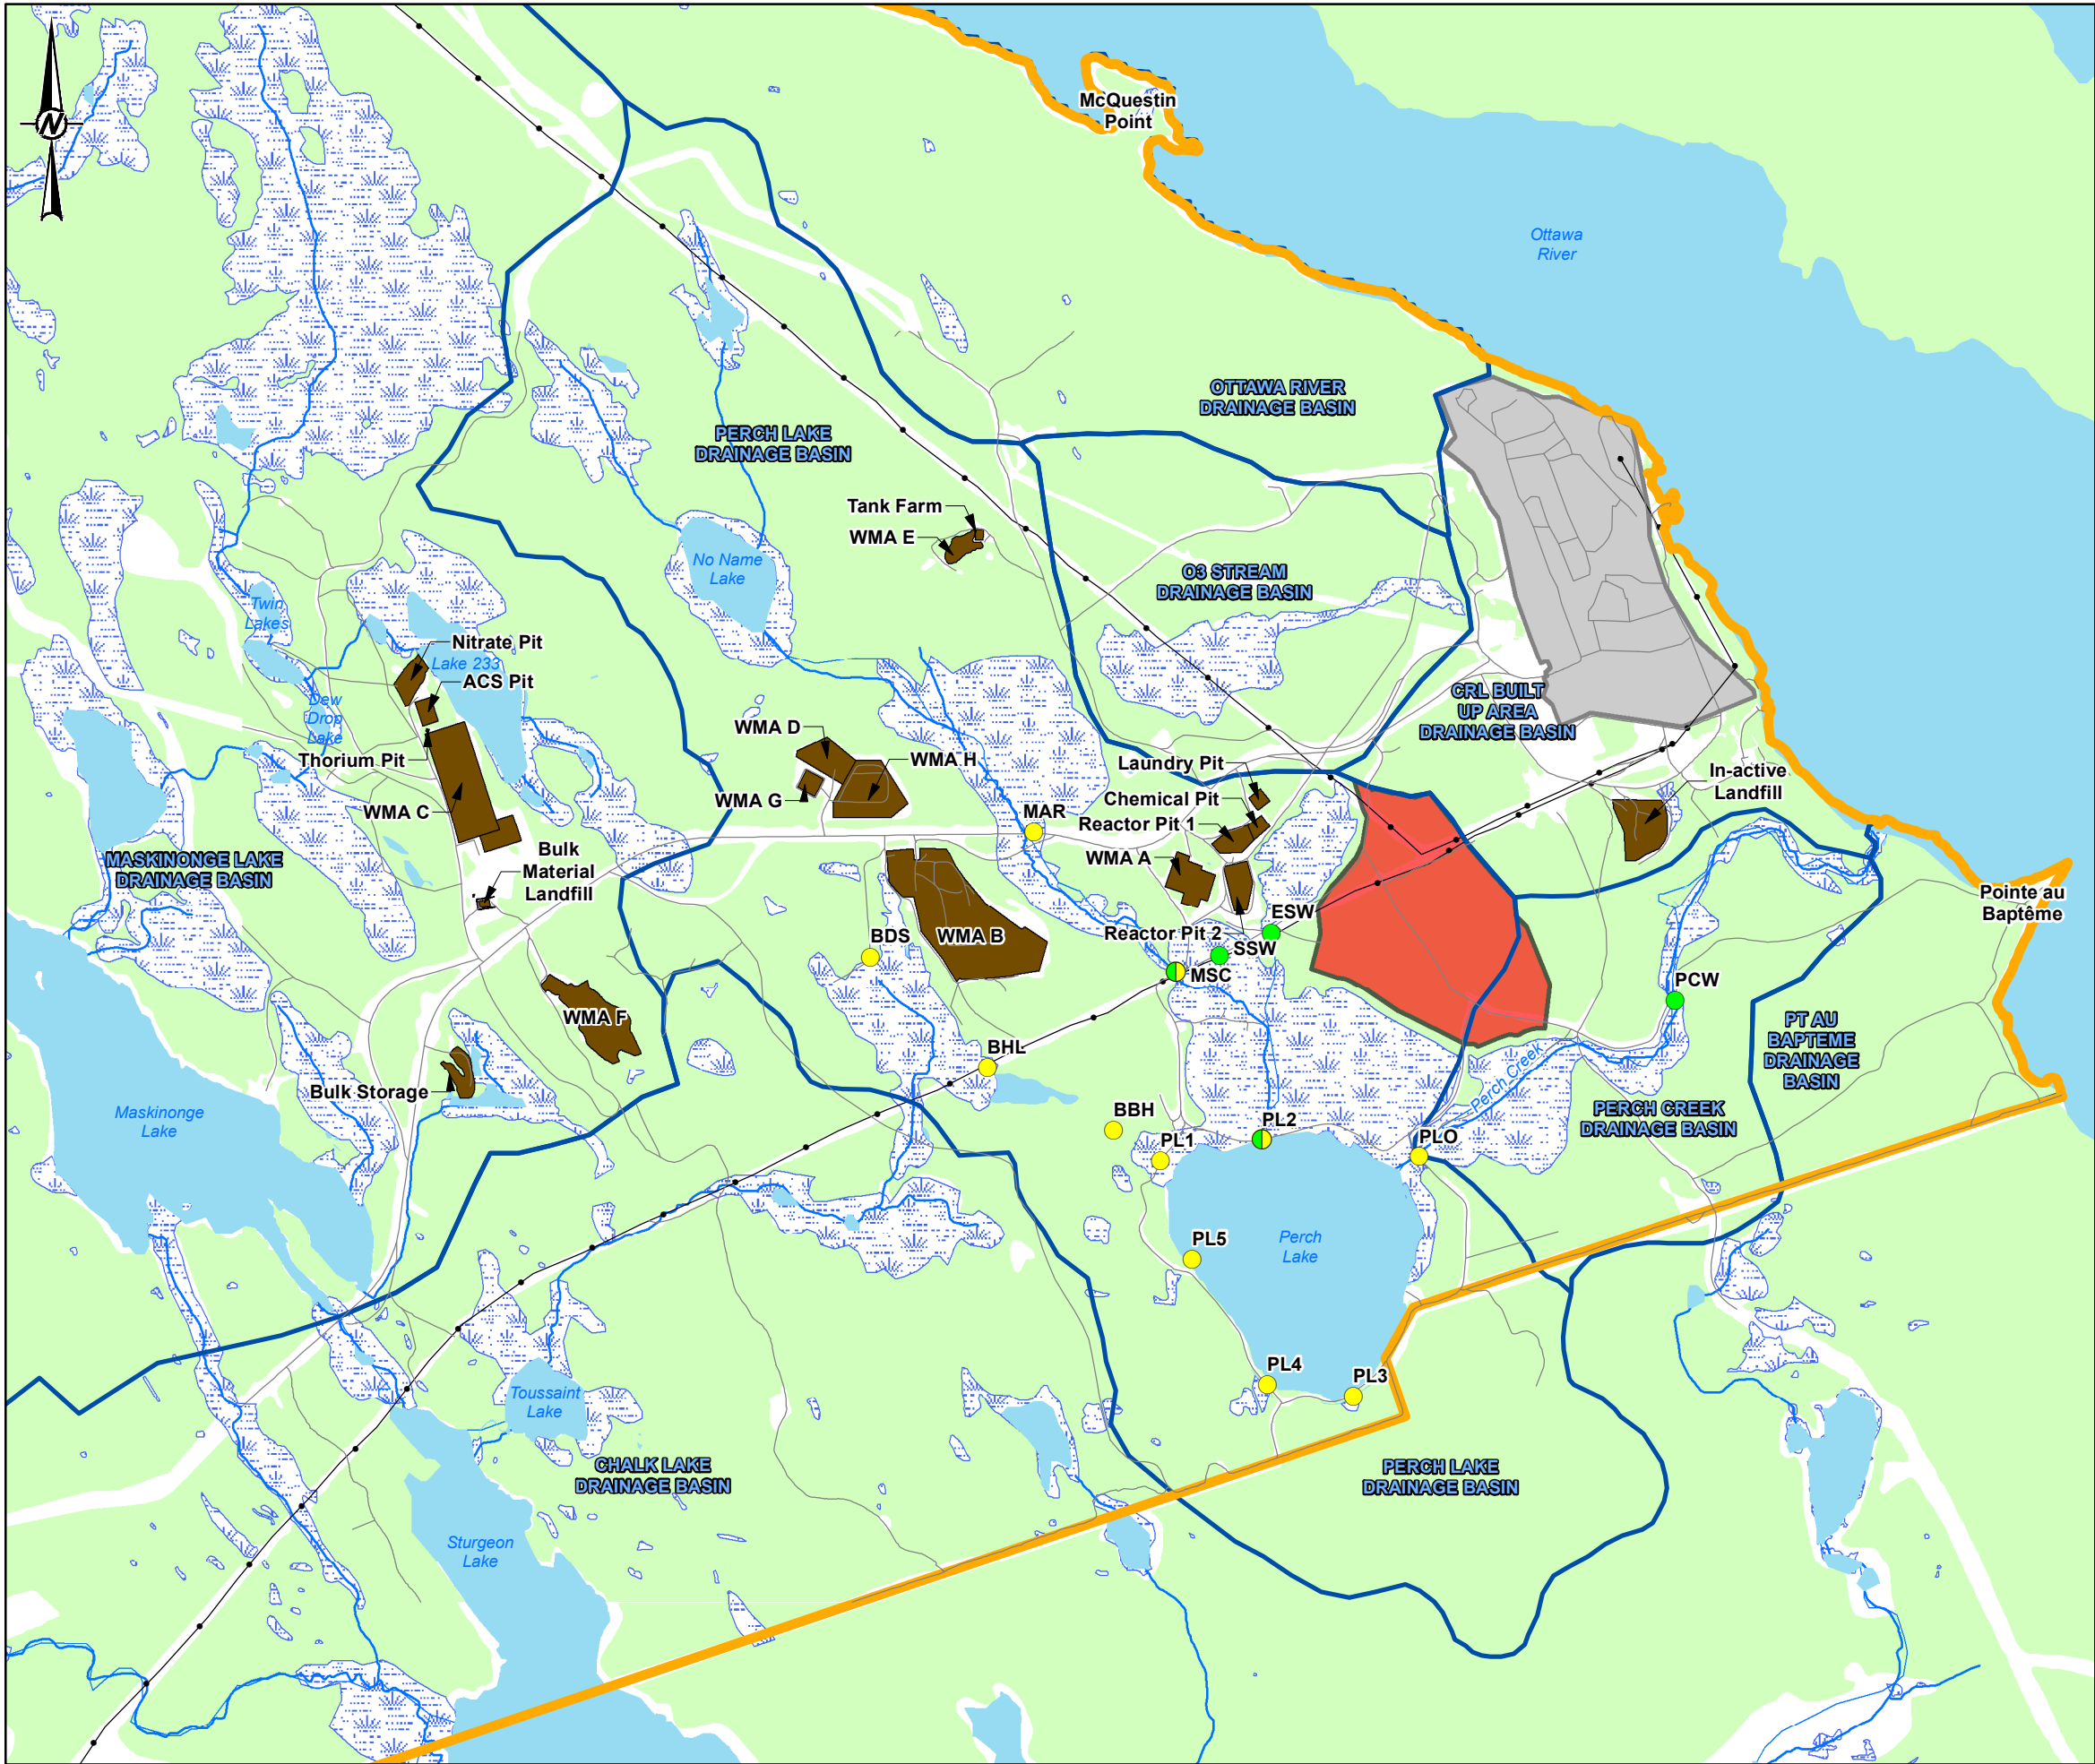 N
McQuestin
Point
Ottawa
River
OTTAWA RIVER
DRAINAGE BASIN
PERCH LAKE
DRAINAGE BASIN
Tank Farm
WMA E
No Name
Lake
O3 STREAM
DRAINAGE BASIN
Twin
Lakes
Nitrate Pit
Lake 233
ACS Pit
Dew
Drop
Lake
Thorium Pit
WMA C
WMA D
WMA H
WMA G
CRL BUILT
UP AREA
DRAINAGE BASIN
Laundry Pit
Chemical Pit
Reactor Pit 1
WMA A
In-active
Landfill
MAR
MASKINONGE LAKE
DRAINAGE BASIN
Bulk
Material
Landfill
Pointe au
Baptême
ESW
Reactor Pit 2
SSW
MSC
BDS
WMA B
PCW
WMA F
PT AU
BAPTEME
DRAINAGE
BASIN
BHL
Bulk Storage
Perch Creek
Maskinonge
Lake
BBH
PL2
PL1
PLO
PERCH CREEK
DRAINAGE BASIN
PL5
Perch
Lake
PL4
PL3
Toussaint
Lake
CHALK LAKE
DRAINAGE BASIN
PERCH LAKE
DRAINAGE BASIN
Sturgeon
Lake